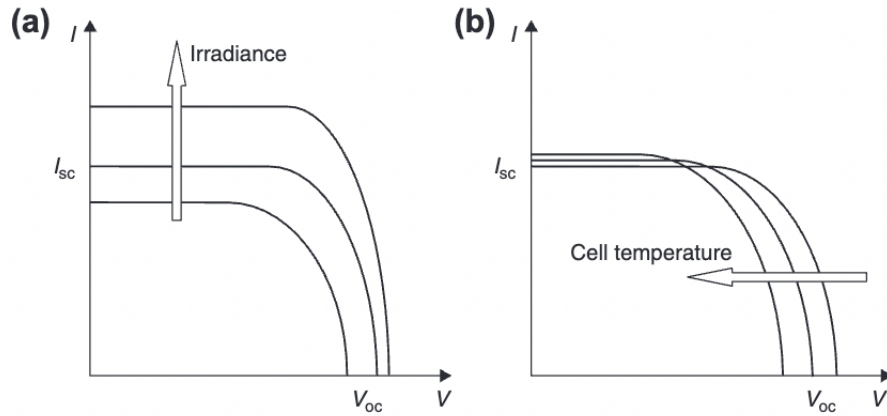 (a)
I
Irradiance
Isc
Voc
V
(b)
I
Isc
Cell temperature
Voc
V